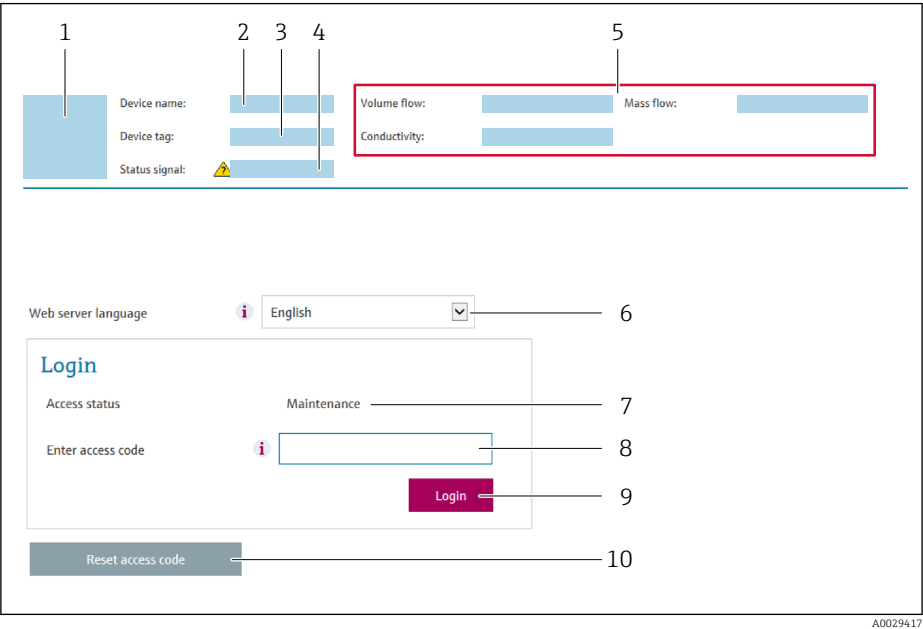 1 2 3 4 5
Device name: Volume flow: Mass flow:
Device tag: Conductivity:
Status signal:
Web server language i English 6
Login
Access status Maintenance 7
Enter access code i 8
Login 9
Reset access code 10
A0029417